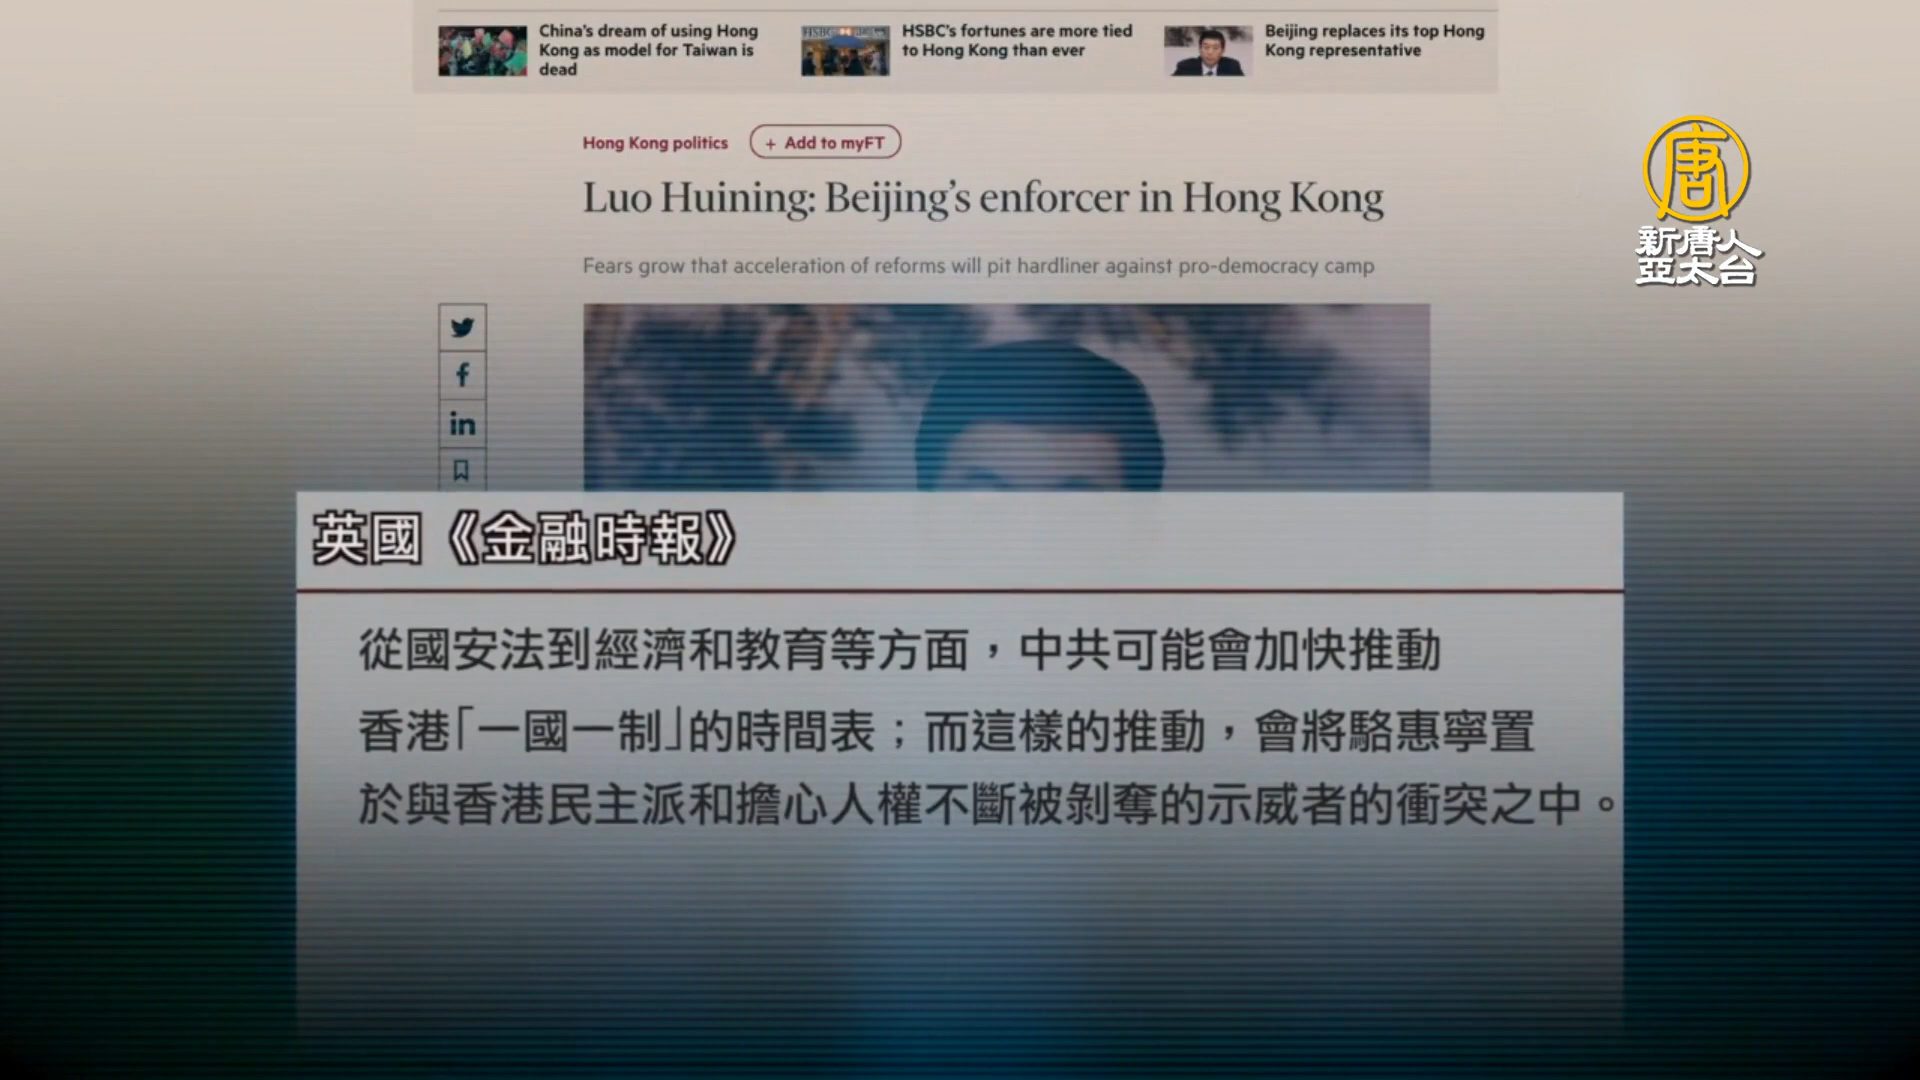 China's dream of using Hong
Kong as model for Taiwan is
dead
HSBC's fortunes are more tied
to Hong Kong than ever
Beijing replaces its top Hong
Kong representative
Hong Kong politics
+ Add to myFT
Luo Huining: Beijing's enforcer in Hong Kong
Fears grow that acceleration of reforms will pit hardliner against pro-democracy camp
唐
新唐人
亞太台
英國《金融時報》
從國安法到經濟和教育等方面，中共可能會加快推動
香港「一國一制」的時間表；而這樣的推動，會將駱惠寧置
於與香港民主派和擔心人權不斷被剝奪的示威者的衝突之中。